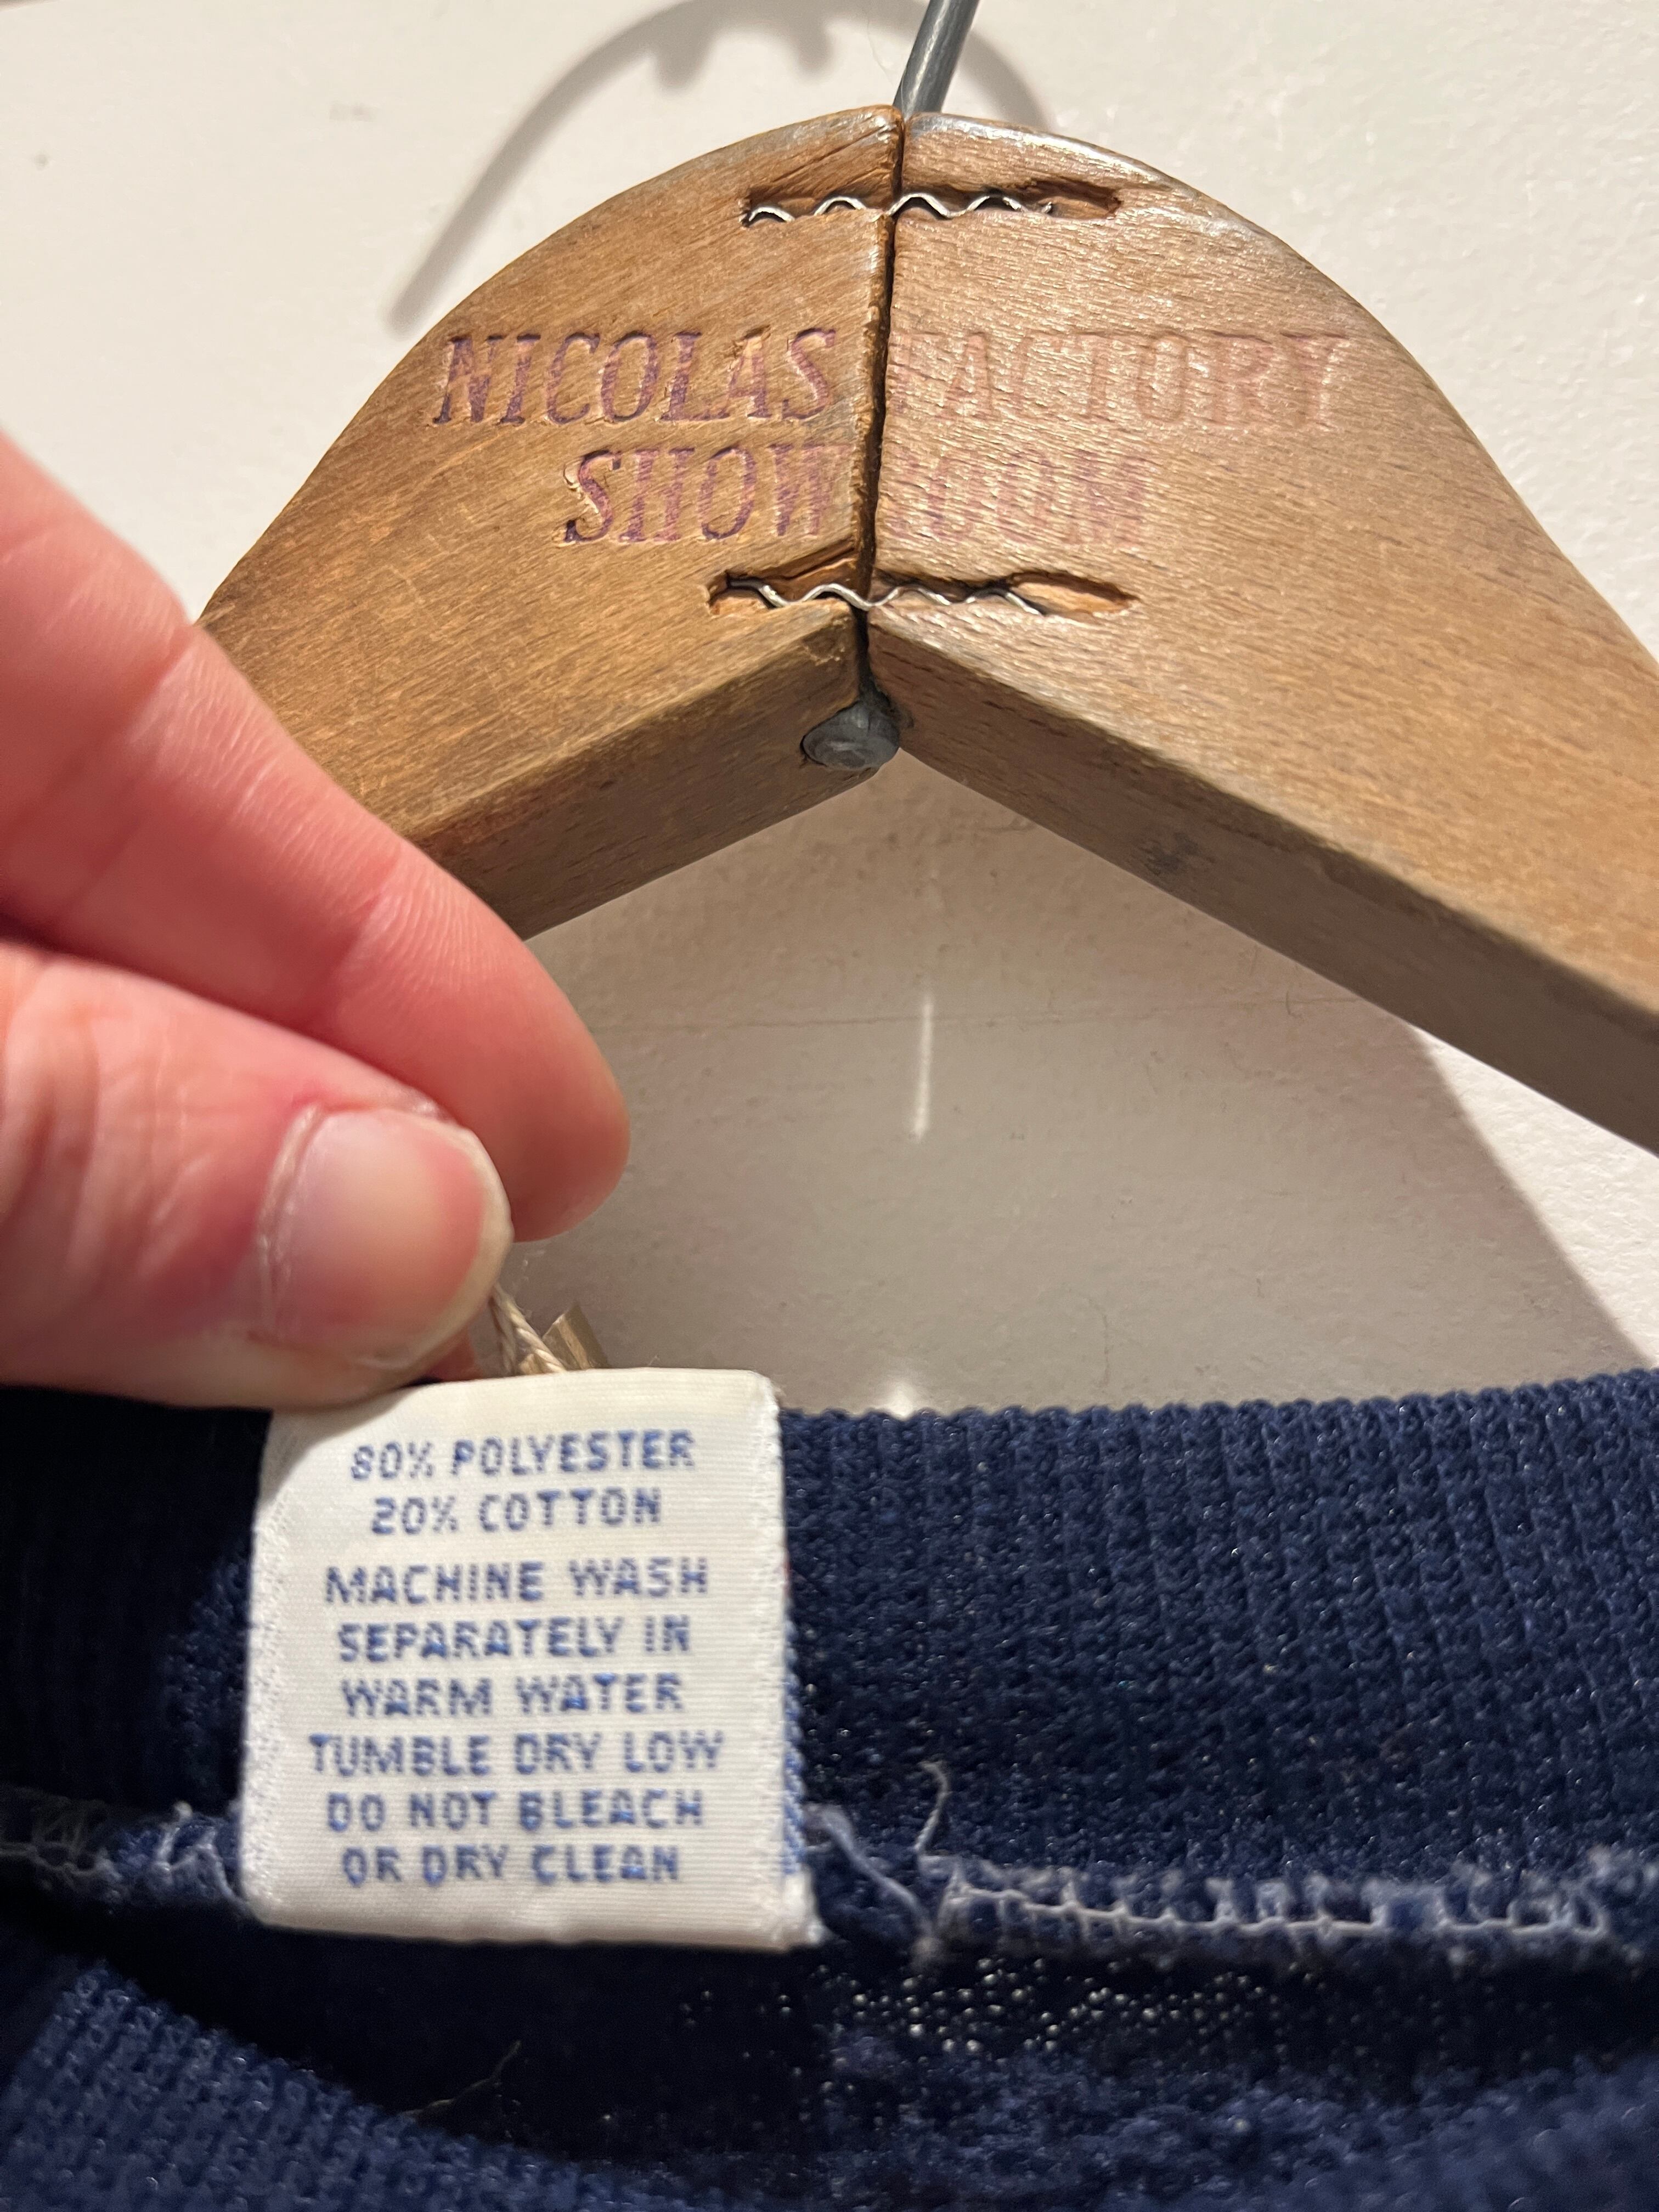 NICOLAS FACTORY
SHOWROOM
80% POLYESTER
20% COTTON
MACHINE WASH
SEPARATELY IN
WARM WATER
TUMBLE DRY LOW
DO NOT BLEACH
OR DRY CLEAN